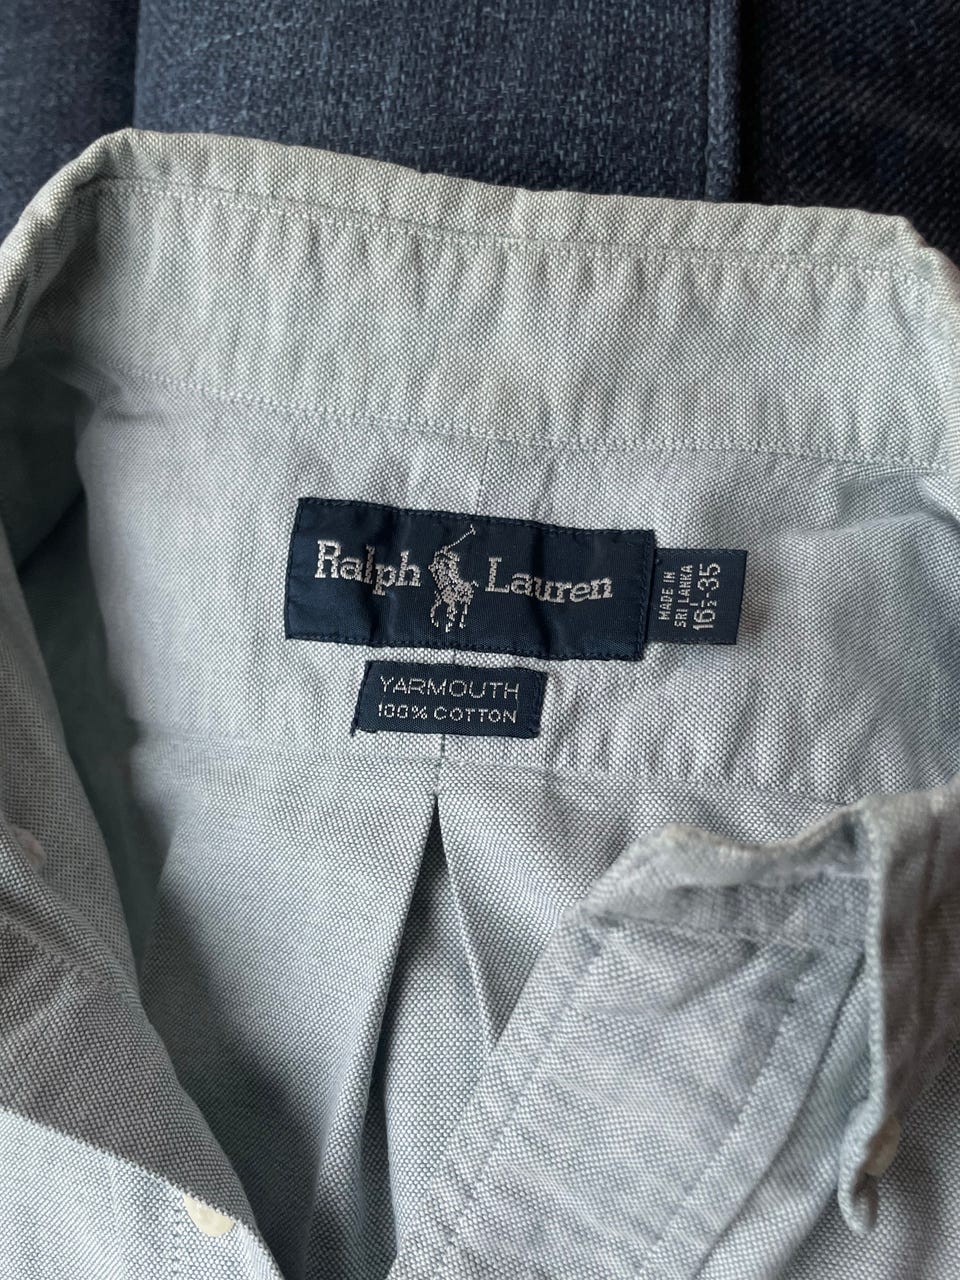 Ralph Lauren
MADE IN
SRI LANKA
16½-35
YARMOUTH
100% COTTON